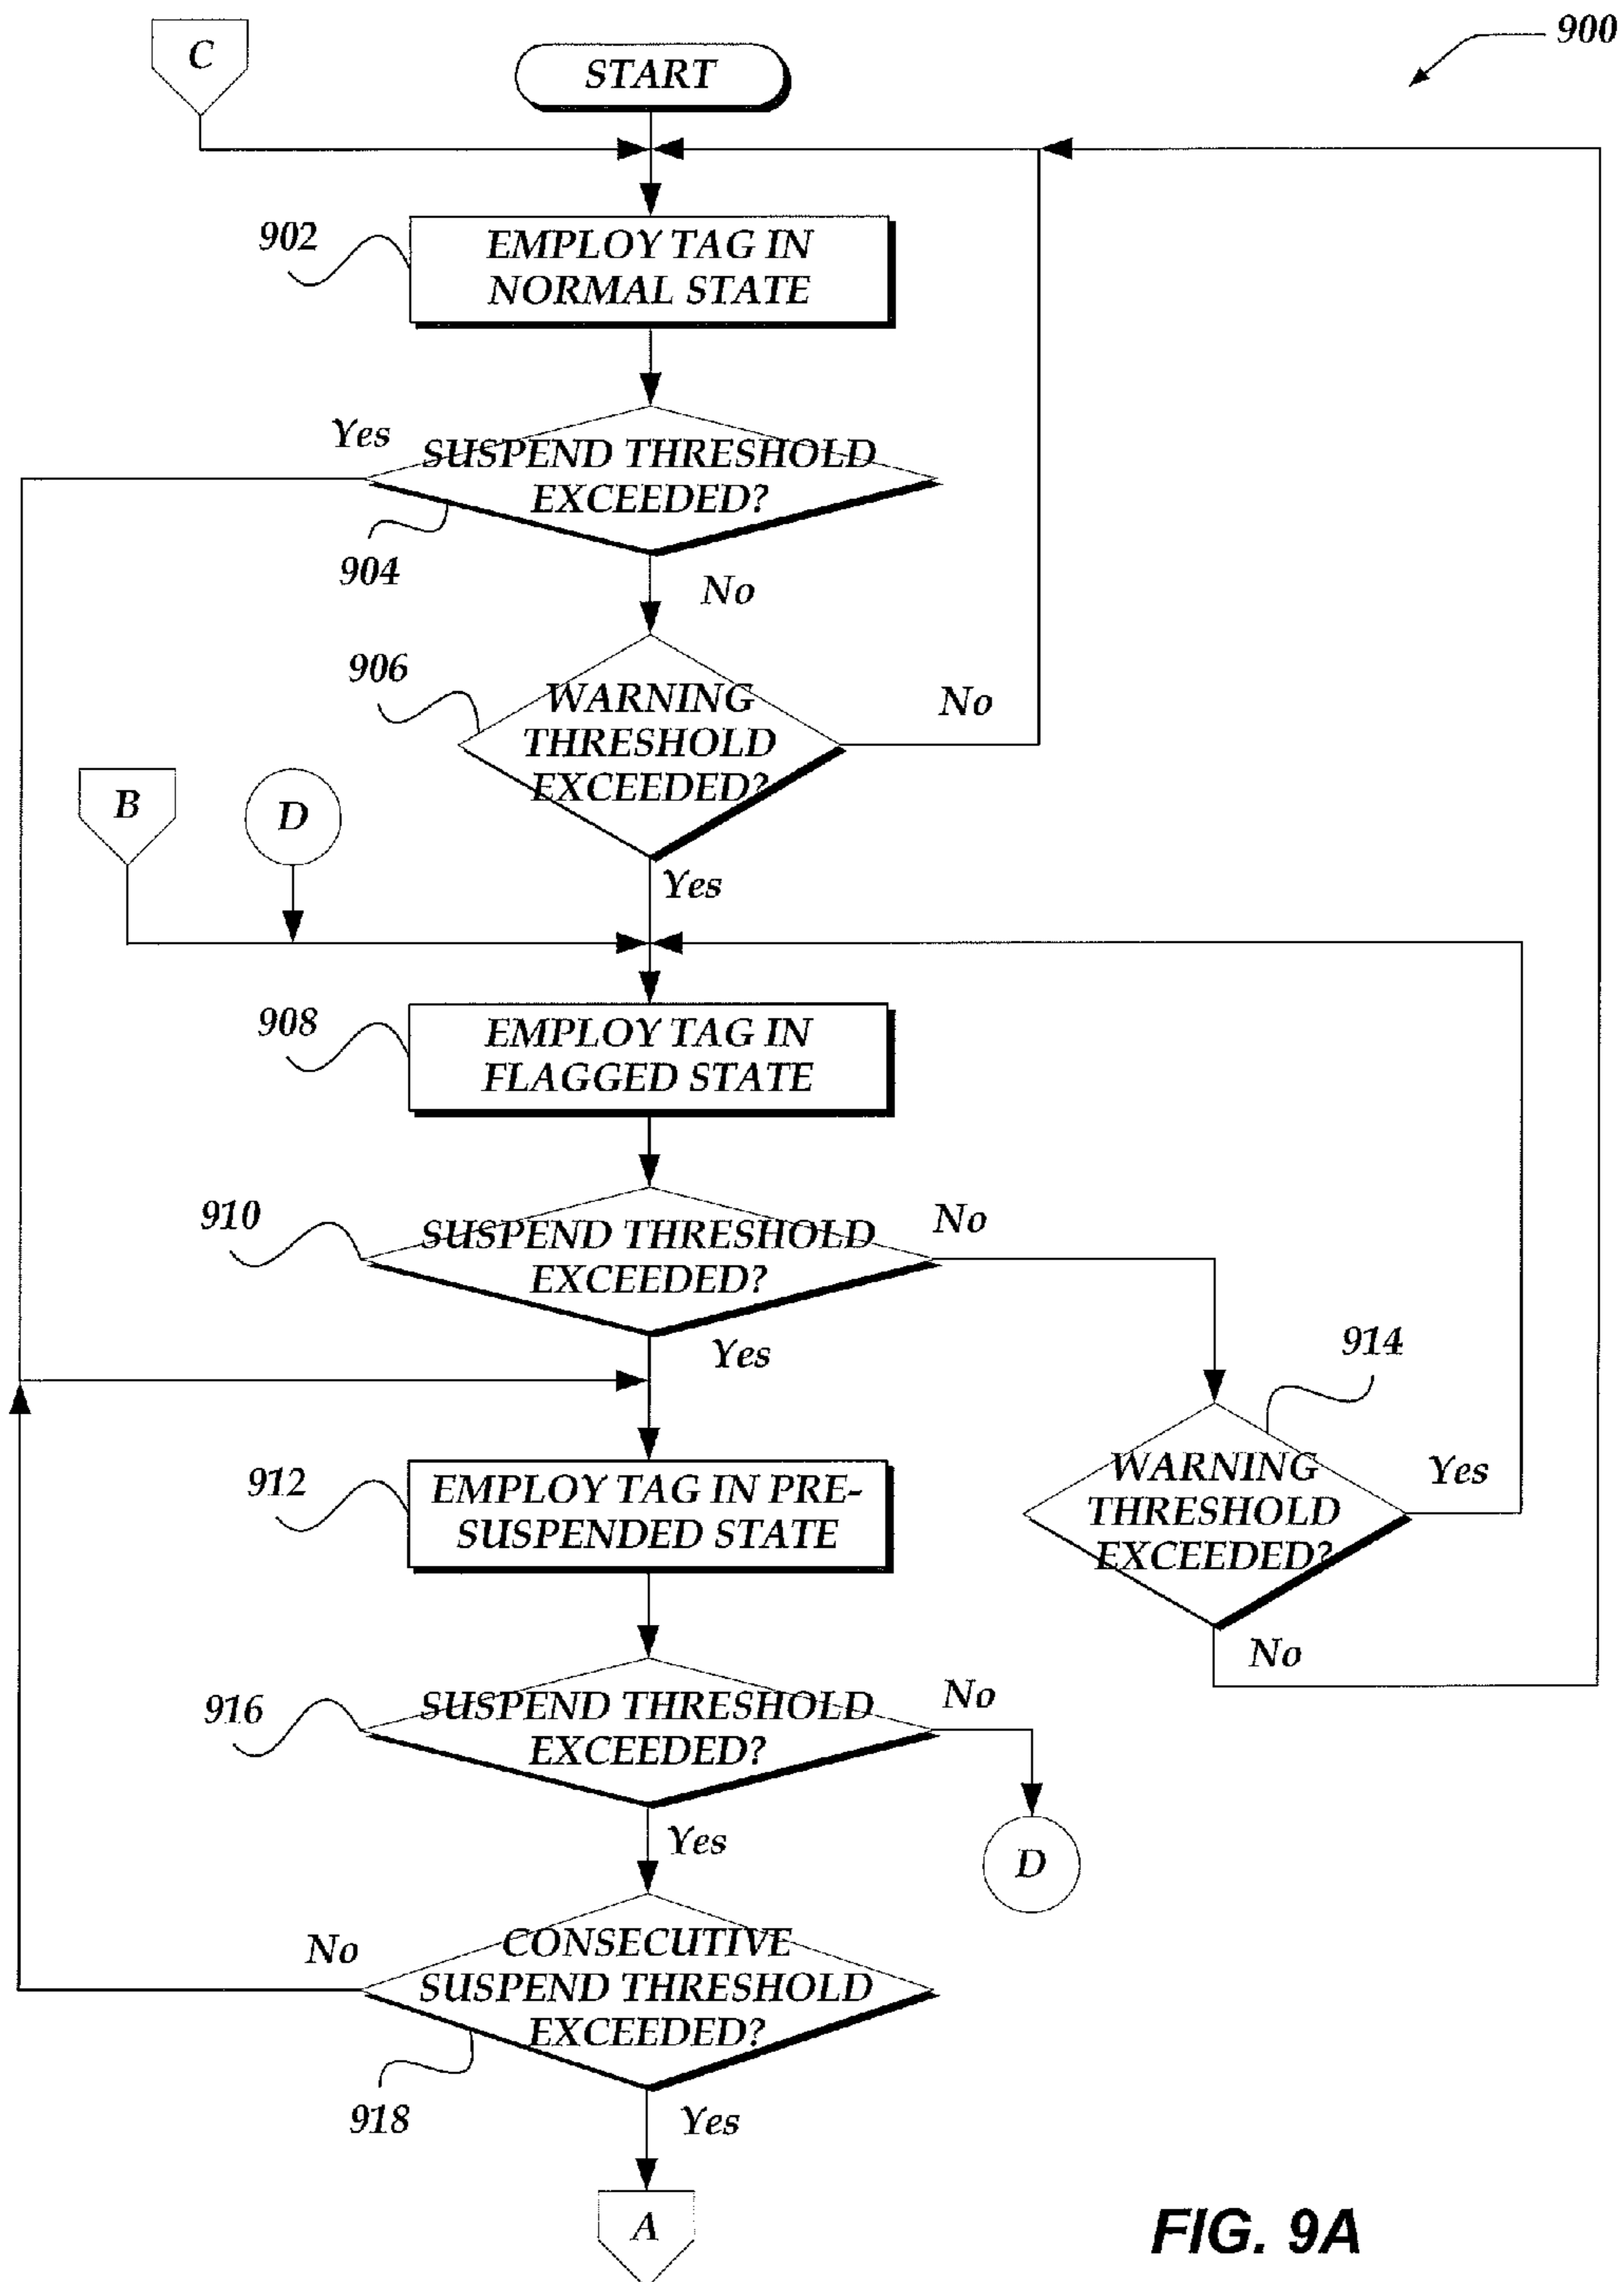 C
START
900
902
EMPLOY TAG IN
NORMAL STATE
Yes
SUSPEND THRESHOLD
EXCEEDED?
904
No
906
WARNING
THRESHOLD
EXCEEDED?
No
B
D
Yes
908
EMPLOY TAG IN
FLAGGED STATE
910
SUSPEND THRESHOLD
EXCEEDED?
No
Yes
914
912
EMPLOY TAG IN PRE-
SUSPENDED STATE
WARNING
THRESHOLD
EXCEEDED?
Yes
No
916
SUSPEND THRESHOLD
EXCEEDED?
No
Yes
D
No
CONSECUTIVE
SUSPEND THRESHOLD
EXCEEDED?
918
Yes
A
FIG. 9A